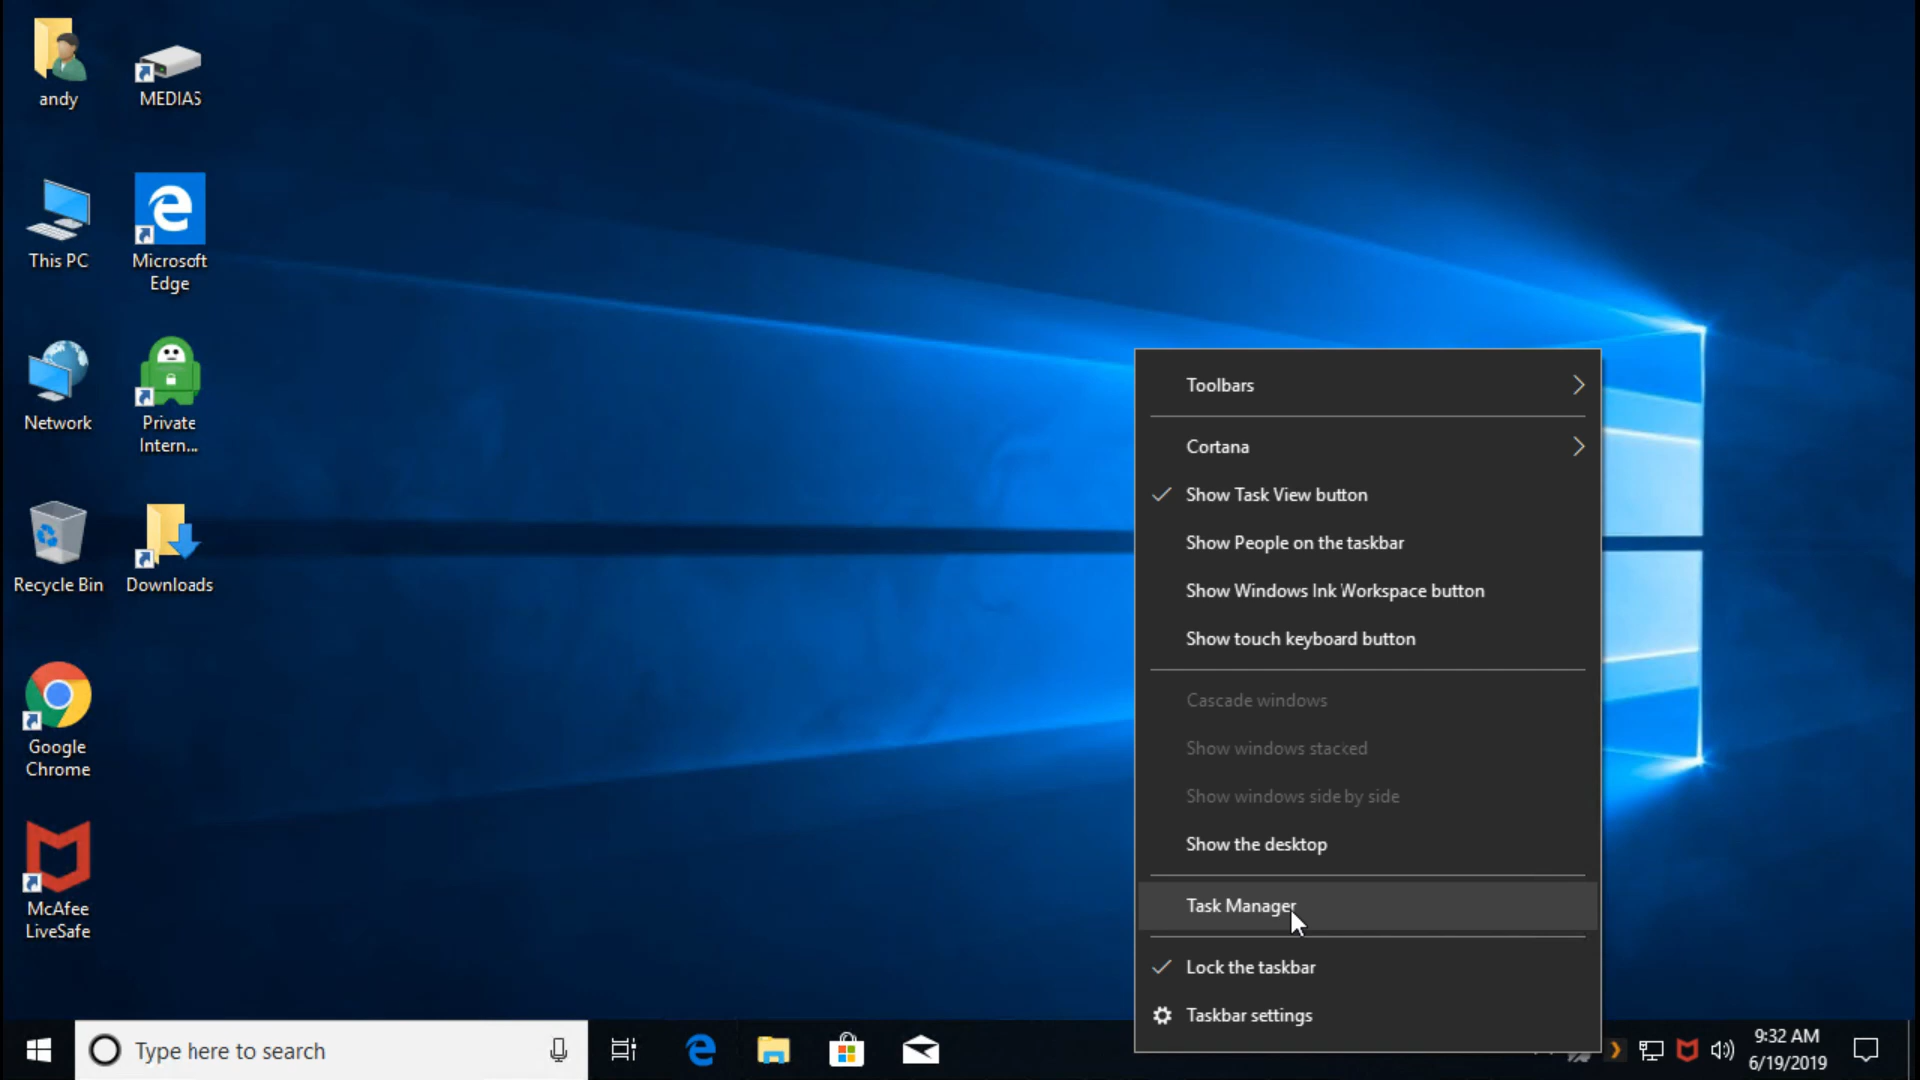 andy
MEDIAS
This PC
Microsoft
Edge
Network
Private
Intern...
Recycle Bin
Downloads
Google
Chrome
McAfee
LiveSafe
Toolbars
Cortana
Show Task View button
Show People on the taskbar
Show Windows Ink Workspace button
Show touch keyboard button
Cascade windows
Show windows stacked
Show windows side by side
Show the desktop
Task Manager
Lock the taskbar
Taskbar settings
Type here to search
9:32 AM
6/19/2019